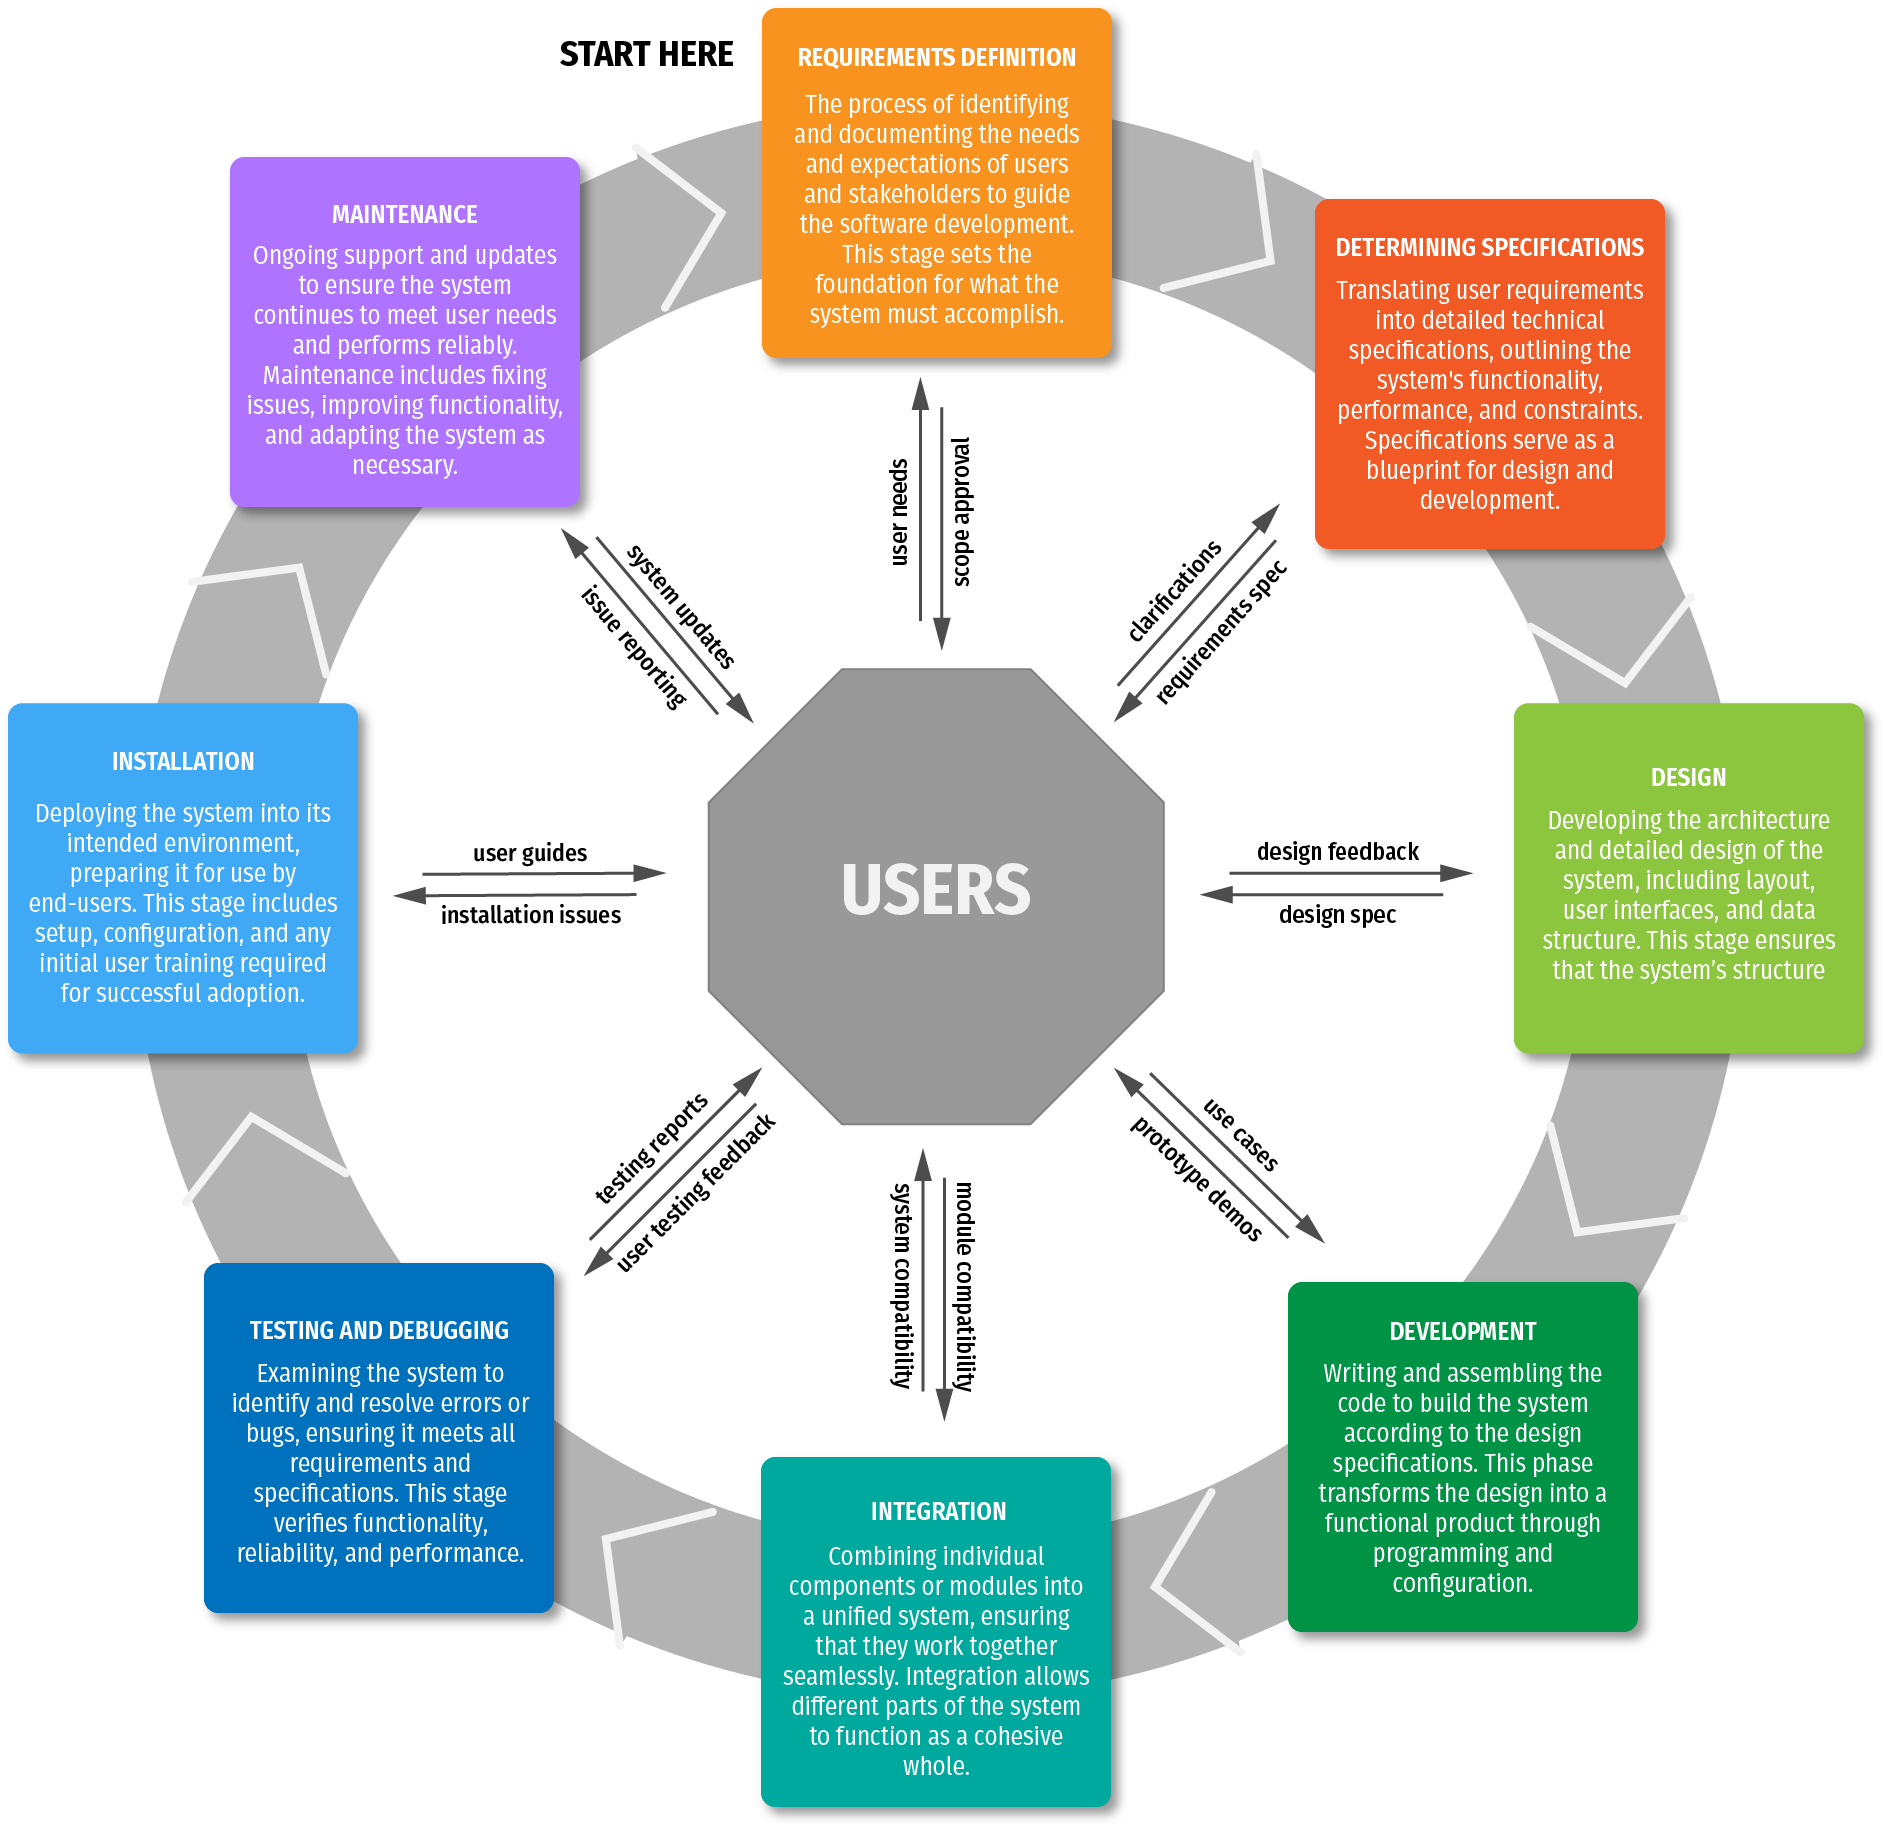 START HERE
REQUIREMENTS DEFINITION
The process of identifying
and documenting the needs
and expectations of users
and stakeholders to guide
the software development.
This stage sets the
foundation for what the
system must accomplish.
DETERMINING SPECIFICATIONS
Translating user requirements
into detailed technical
specifications, outlining the
system's functionality,
performance, and constraints.
Specifications serve as a
blueprint for design and
development.
DESIGN
Developing the architecture
and detailed design of the
system, including layout,
user interfaces, and data
structure. This stage ensures
that the system’s structure
DEVELOPMENT
Writing and assembling the
code to build the system
according to the design
specifications. This phase
transforms the design into a
functional product through
programming and
configuration.
INTEGRATION
Combining individual
components or modules into
a unified system, ensuring
that they work together
seamlessly. Integration allows
different parts of the system
to function as a cohesive
whole.
TESTING AND DEBUGGING
Examining the system to
identify and resolve errors or
bugs, ensuring it meets all
requirements and
specifications. This stage
verifies functionality,
reliability, and performance.
INSTALLATION
Deploying the system into its
intended environment,
preparing it for use by
end-users. This stage includes
setup, configuration, and any
initial user training required
for successful adoption.
MAINTENANCE
Ongoing support and updates
to ensure the system
continues to meet user needs
and performs reliably.
Maintenance includes fixing
issues, improving functionality,
and adapting the system as
necessary.
user needs
scope approval
clarifications
requirements spec
design feedback
design spec
use cases
prototype demos
module compatibility
system compatibility
user testing feedback
testing reports
user guides
installation issues
issue reporting
system updates
USERS